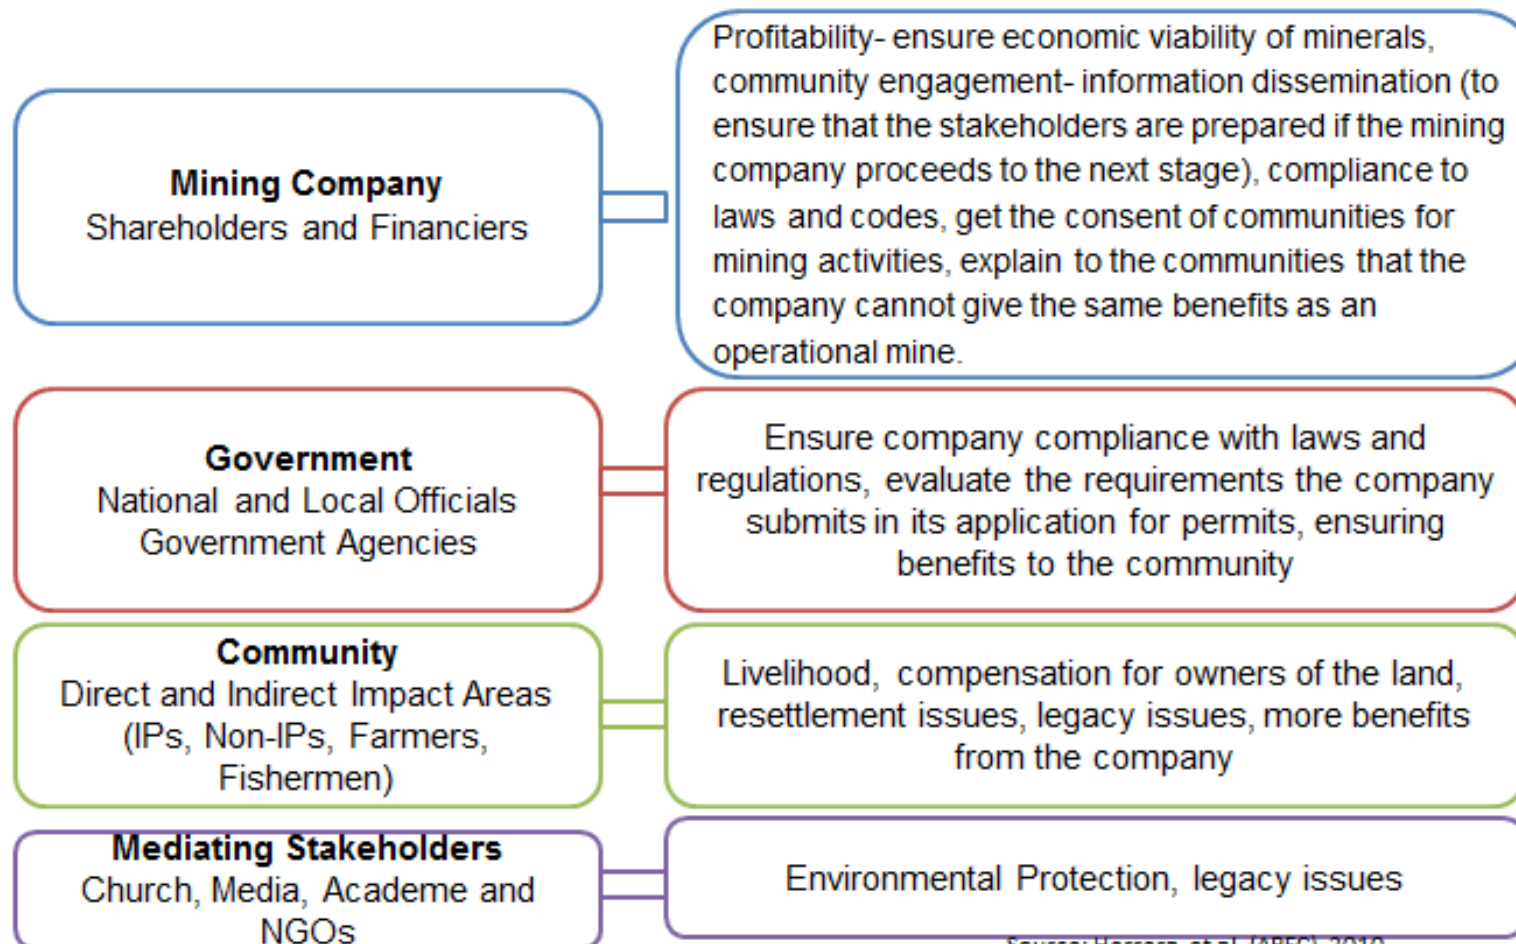 Mining Company
Shareholders and Financiers
Profitability- ensure economic viability of minerals,
community engagement- information dissemination (to
ensure that the stakeholders are prepared if the mining
company proceeds to the next stage), compliance to
laws and codes, get the consent of communities for
mining activities, explain to the communities that the
company cannot give the same benefits as an
operational mine.
Government
National and Local Officials
Government Agencies
Ensure company compliance with laws and
regulations, evaluate the requirements the company
submits in its application for permits, ensuring
benefits to the community
Community
Direct and Indirect Impact Areas
(IPs, Non-IPs, Farmers,
Fishermen)
Livelihood, compensation for owners of the land,
resettlement issues, legacy issues, more benefits
from the company
Mediating Stakeholders
Church, Media, Academe and
NGOs
Environmental Protection, legacy issues